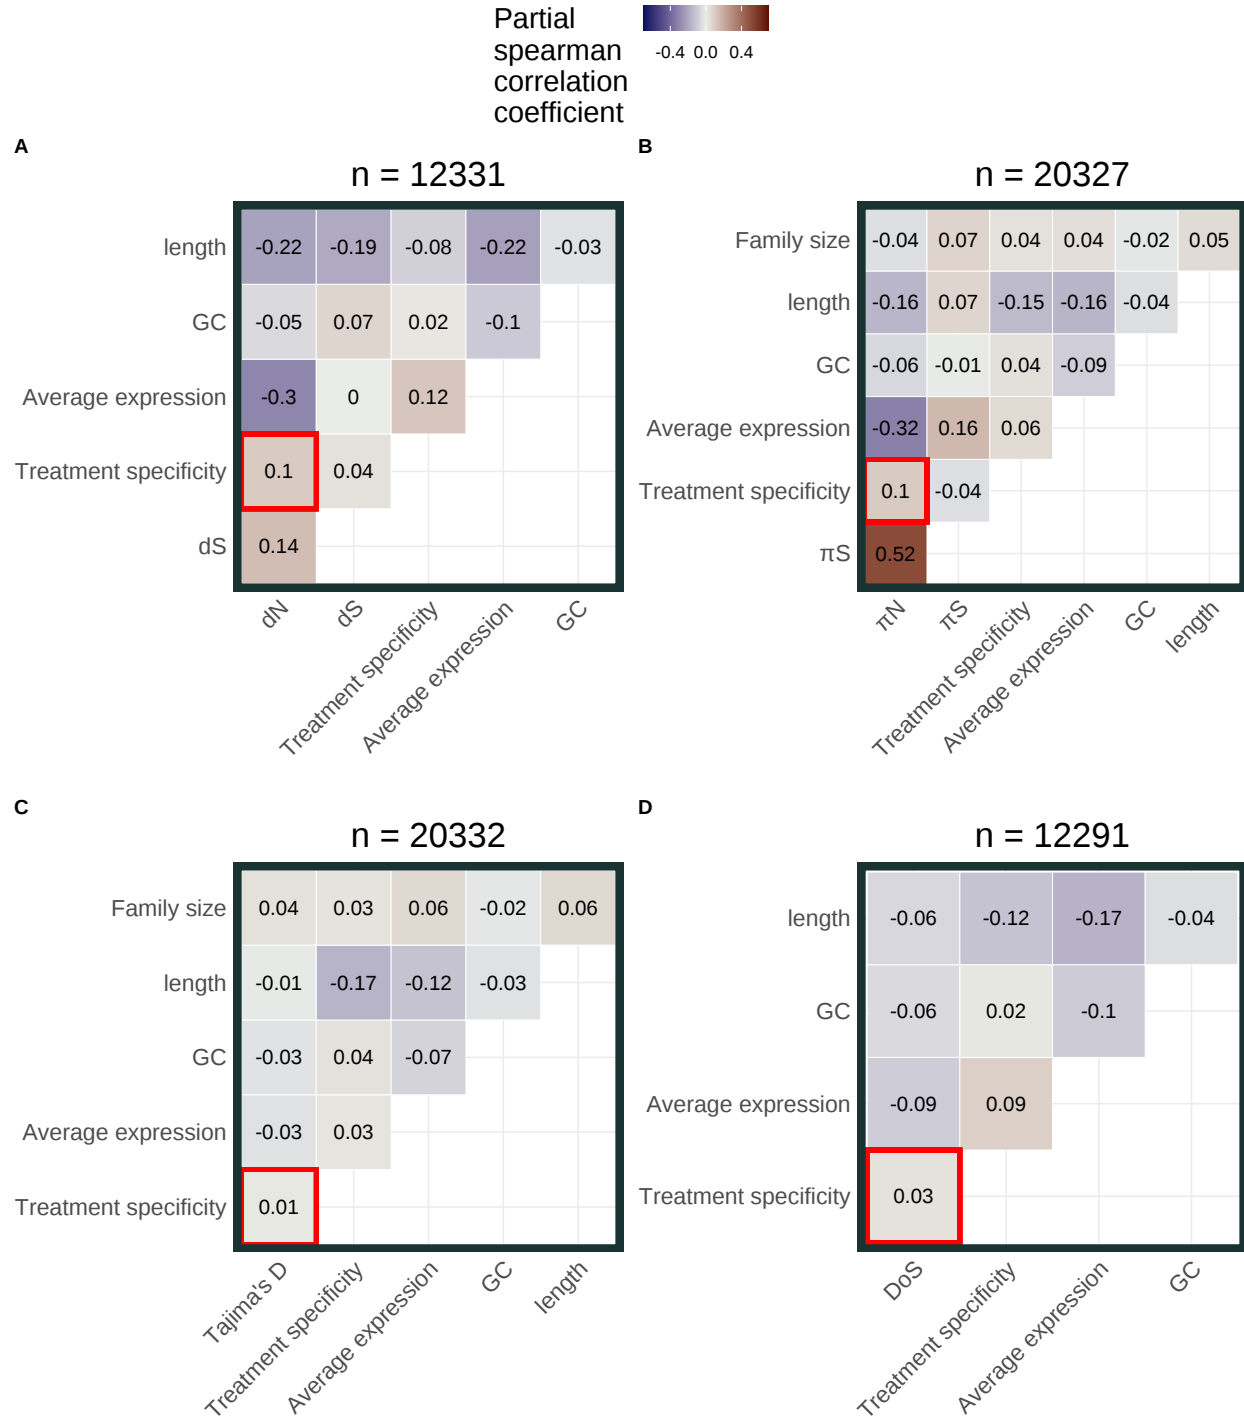 Partial
spearman
correlation
coefficient
-0.4 0.0 0.4
A
n = 12331
length -0.22 -0.19 -0.08 -0.22 -0.03
GC -0.05 0.07 0.02 -0.1
Average expression -0.3 0 0.12
Treatment specificity 0.1 0.04
dS 0.14
dN dS Treatment specificity Average expression GC
B
n = 20327
Family size -0.04 0.07 0.04 0.04 -0.02 0.05
length -0.16 0.07 -0.15 -0.16 -0.04
GC -0.06 -0.01 0.04 -0.09
Average expression -0.32 0.16 0.06
Treatment specificity 0.1 -0.04
πS 0.52
πN πS Treatment specificity Average expression GC length
C
n = 20332
Family size 0.04 0.03 0.06 -0.02 0.06
length -0.01 -0.17 -0.12 -0.03
GC -0.03 0.04 -0.07
Average expression -0.03 0.03
Treatment specificity 0.01
Tajima's D Treatment specificity Average expression GC length
D
n = 12291
length -0.06 -0.12 -0.17 -0.04
GC -0.06 0.02 -0.1
Average expression -0.09 0.09
Treatment specificity 0.03
DoS Treatment specificity Average expression GC